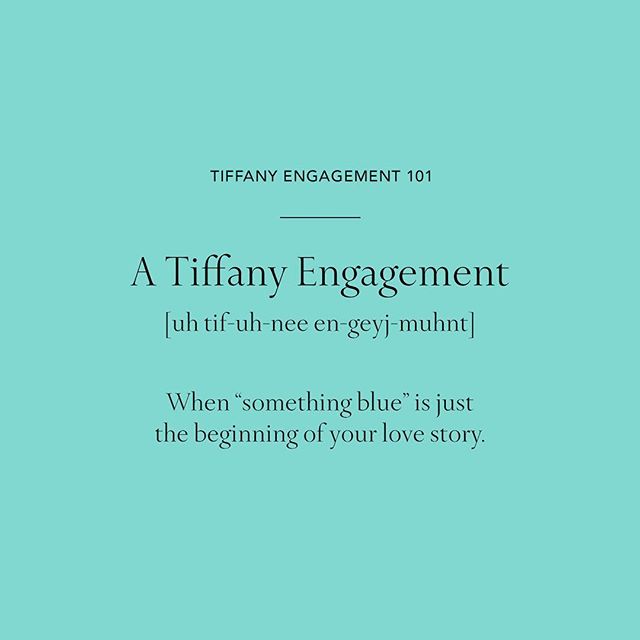 TIFFANY ENGAGEMENT 101
A Tiffany Engagement
[uh tif-uh-nee en-geyj-muhnt]
When “something blue” is just
the beginning of your love story.